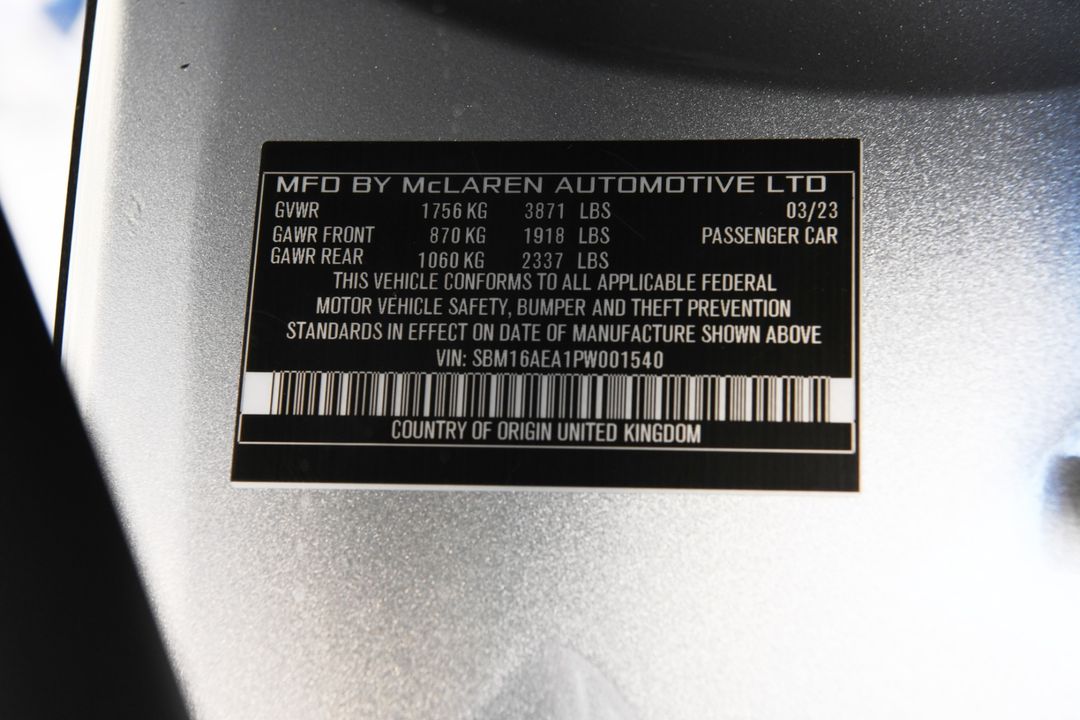 MFD BY McLAREN AUTOMOTIVE LTD
GVWR 1756 KG 3871 LBS 03/23
GAWR FRONT 870 KG 1918 LBS PASSENGER CAR
GAWR REAR 1060 KG 2337 LBS
THIS VEHICLE CONFORMS TO ALL APPLICABLE FEDERAL
MOTOR VEHICLE SAFETY, BUMPER AND THEFT PREVENTION
STANDARDS IN EFFECT ON DATE OF MANUFACTURE SHOWN ABOVE
VIN: SBM16AEA1PW001540
COUNTRY OF ORIGIN UNITED KINGDOM